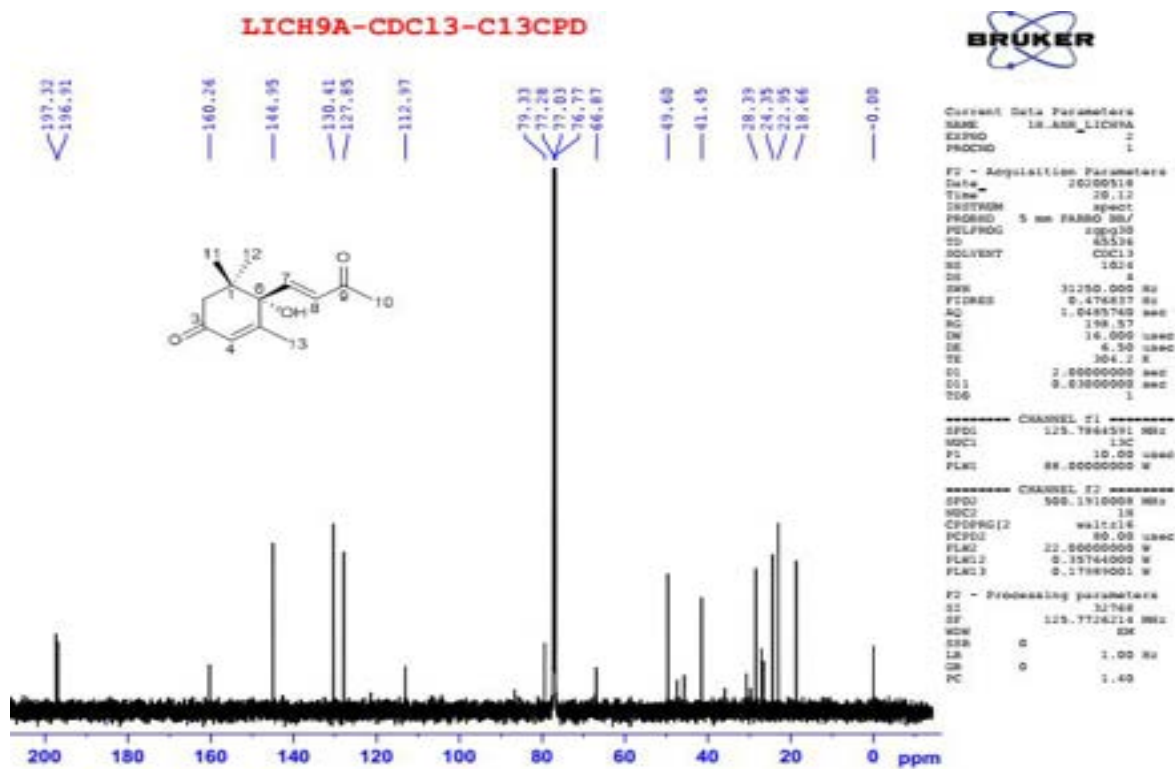 LICH9A-CDCl3-C13CPD
BRUKER
197.32
196.91
160.26
144.95
130.41
127.85
112.97
79.33
77.28
77.03
76.77
66.87
49.60
41.45
28.39
24.35
22.95
18.66
-0.00
11 12
7 O
1 6 9 10
3 OH 8
O 4 13
200 180 160 140 120 100 80 60 40 20 0 ppm
Current Data Parameters
NAME
EXPNO 2
PROCNO 1
F2 - Acquisition Parameters
Date_
Time 20.12
INSTRUM spect
PROBHD 5 mm
PULPROG zgpg30
TD 65536
SOLVENT CDCl3
NS 1024
DS
SWH 31250.000 Hz
FIDRES 0.476837 Hz
AQ 1.0485760 sec
RG 198.57
DW 16.000 usec
DE 6.50 usec
TE 304.2 K
D1 2.00000000 sec
D11 0.03000000 sec
TD0 1
======== CHANNEL f1 ========
SFO1 125.7864591 MHz
NUC1 13C
P1 10.00 usec
PLW1 88.00000000 W
======== CHANNEL f2 ========
SFO2
NUC2 1H
CPDPRG[2 waltz16
PCPD2 80.00 usec
PLW2 22.00000000 W
PLW12 0.35764000 W
PLW13
F2 - Processing parameters
SI 32768
SF 125.7726214 MHz
WDW EM
SSB 0
LB 1.00 Hz
GB 0
PC 1.40